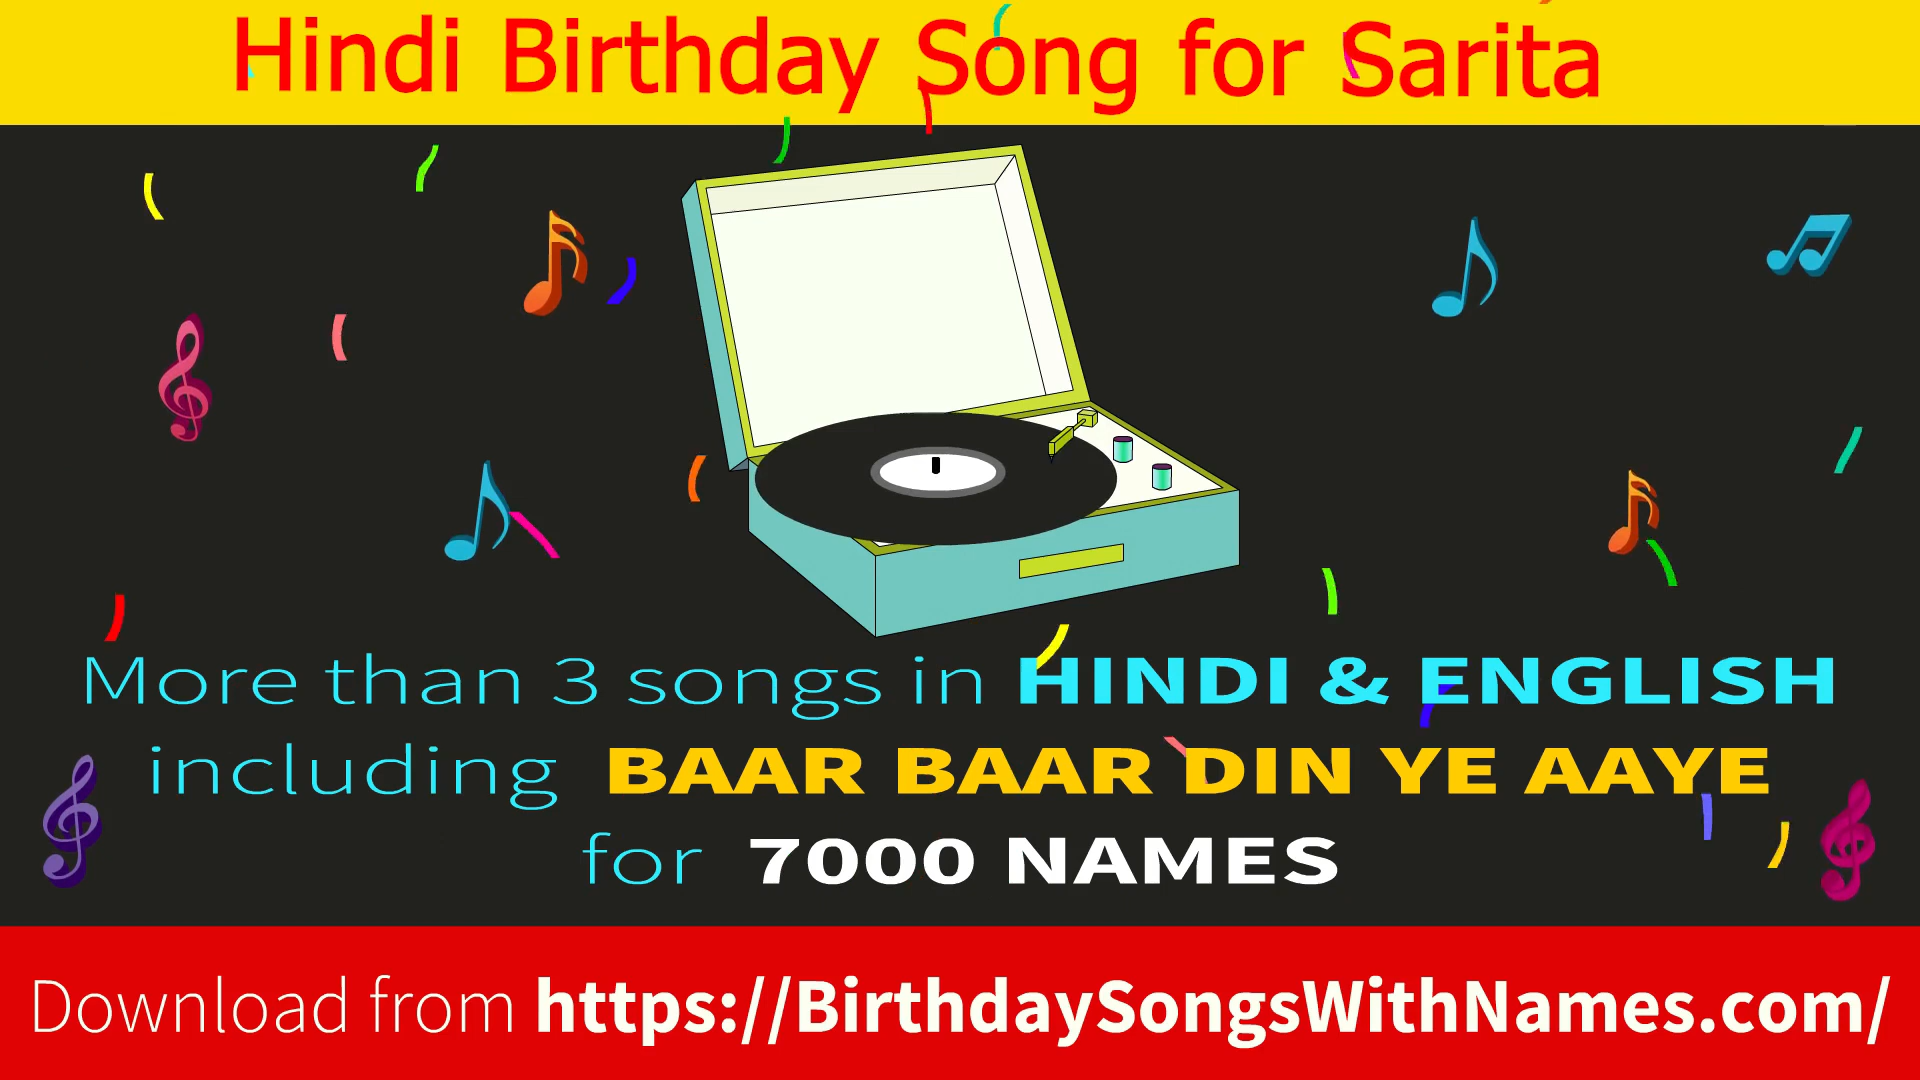 Hindi Birthday Song for Sarita
More than 3 songs in HINDI & ENGLISH
including BAAR BAAR DIN YE AAYE
for 7000 NAMES
Download from https://BirthdaySongsWithNames.com/